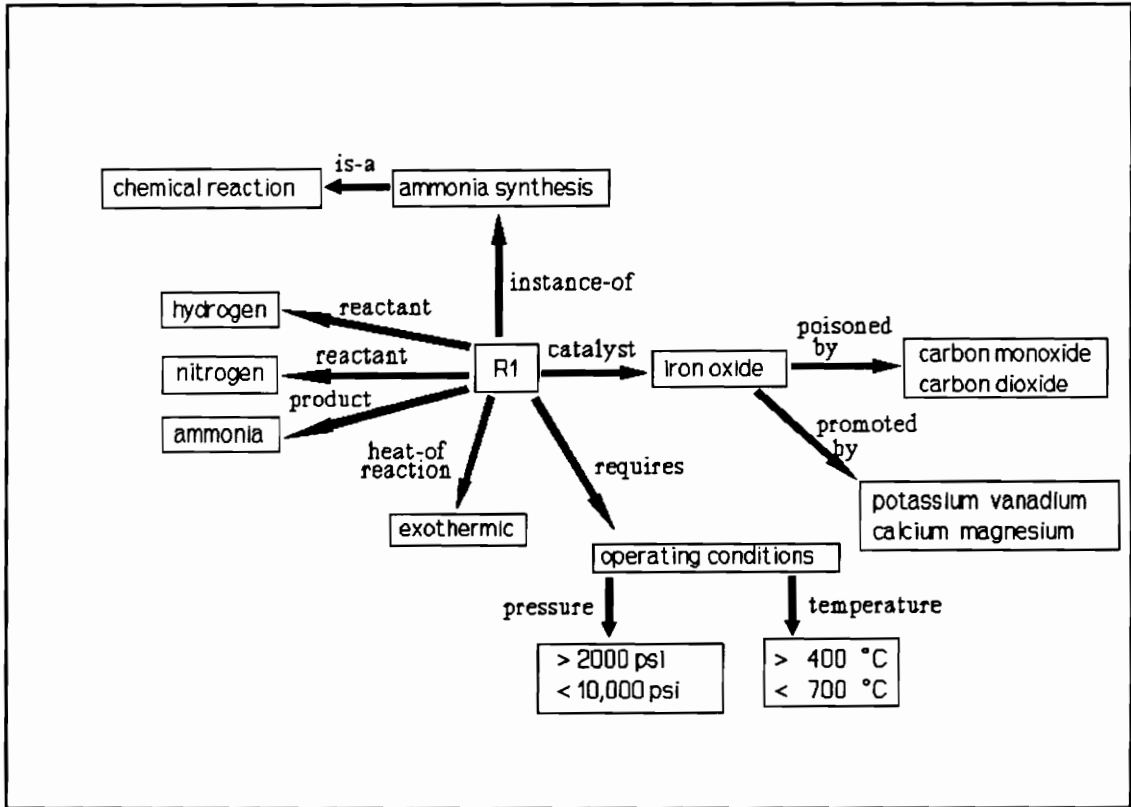 is-a
chemical reaction
ammonia synthesis
instance-of
hydrogen
reactant
nitrogen
reactant
product
ammonia
R1
catalyst
iron oxide
poisoned
by
carbon monoxide
carbon dioxide
promoted
by
potassium vanadium
calcium magnesium
heat-of
reaction
exothermic
requires
operating conditions
pressure
temperature
> 2000 psi
< 10,000 psi
> 400 °C
< 700 °C